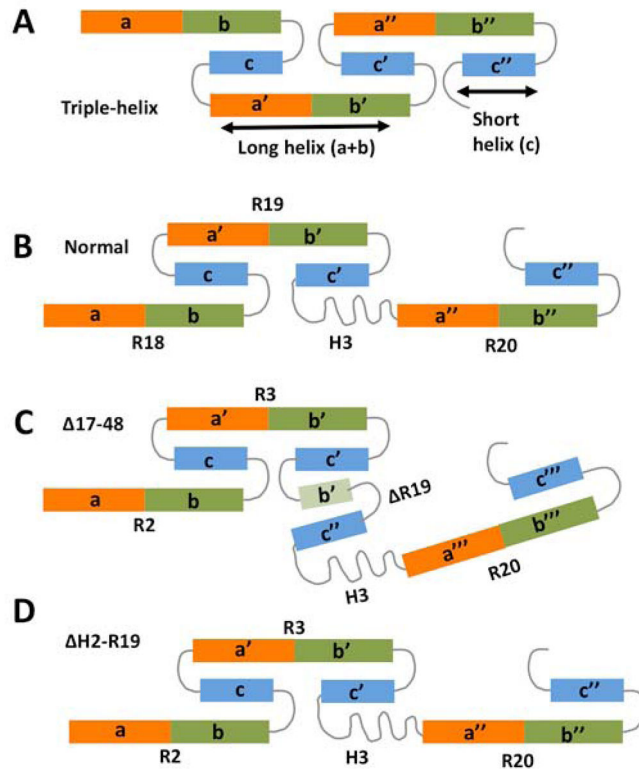 A
a b a'' b''
c c' c''
a' b'
Triple-helix
Long helix (a+b)
Short
helix (c)
R19
B
Normal
a' b'
c c' c''
a b a'' b''
R18 H3 R20
C
Δ17-48
R3
a' b'
c c' c'''
b' ΔR19
a b
c'' a''' b'''
R2
H3 R20
D
ΔH2-R19
R3
a' b'
c c' c''
a b a'' b''
R2 H3 R20